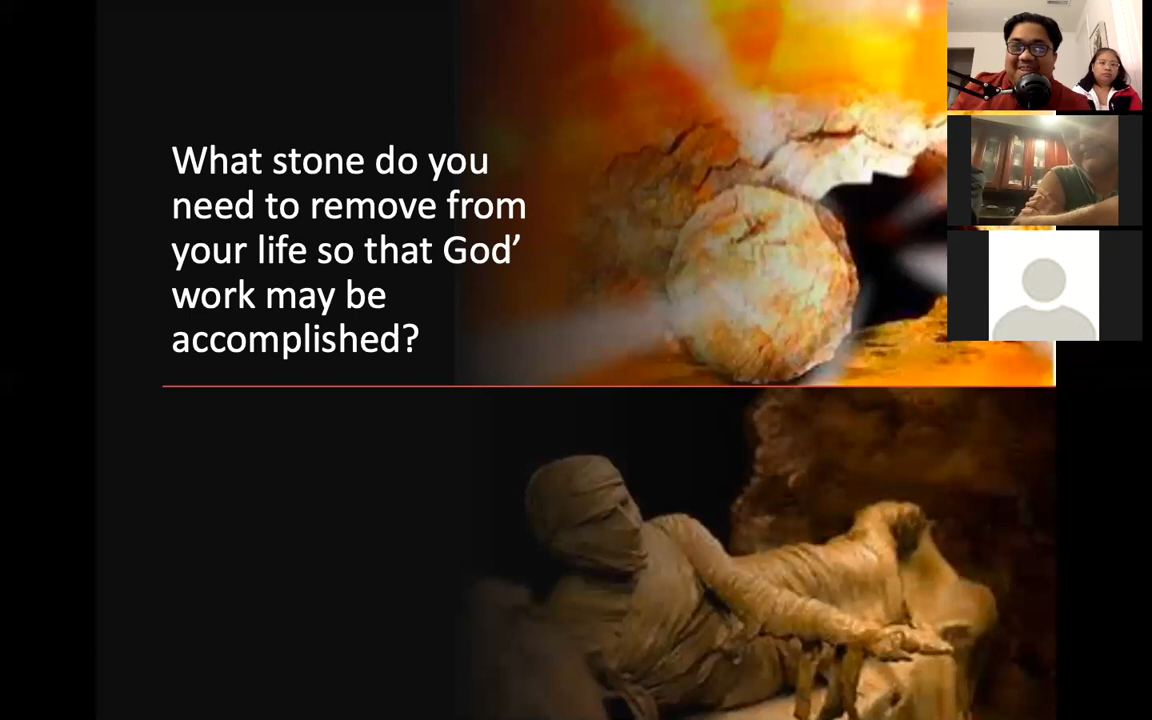 What stone do you
need to remove from
your life so that God’
work may be
accomplished?